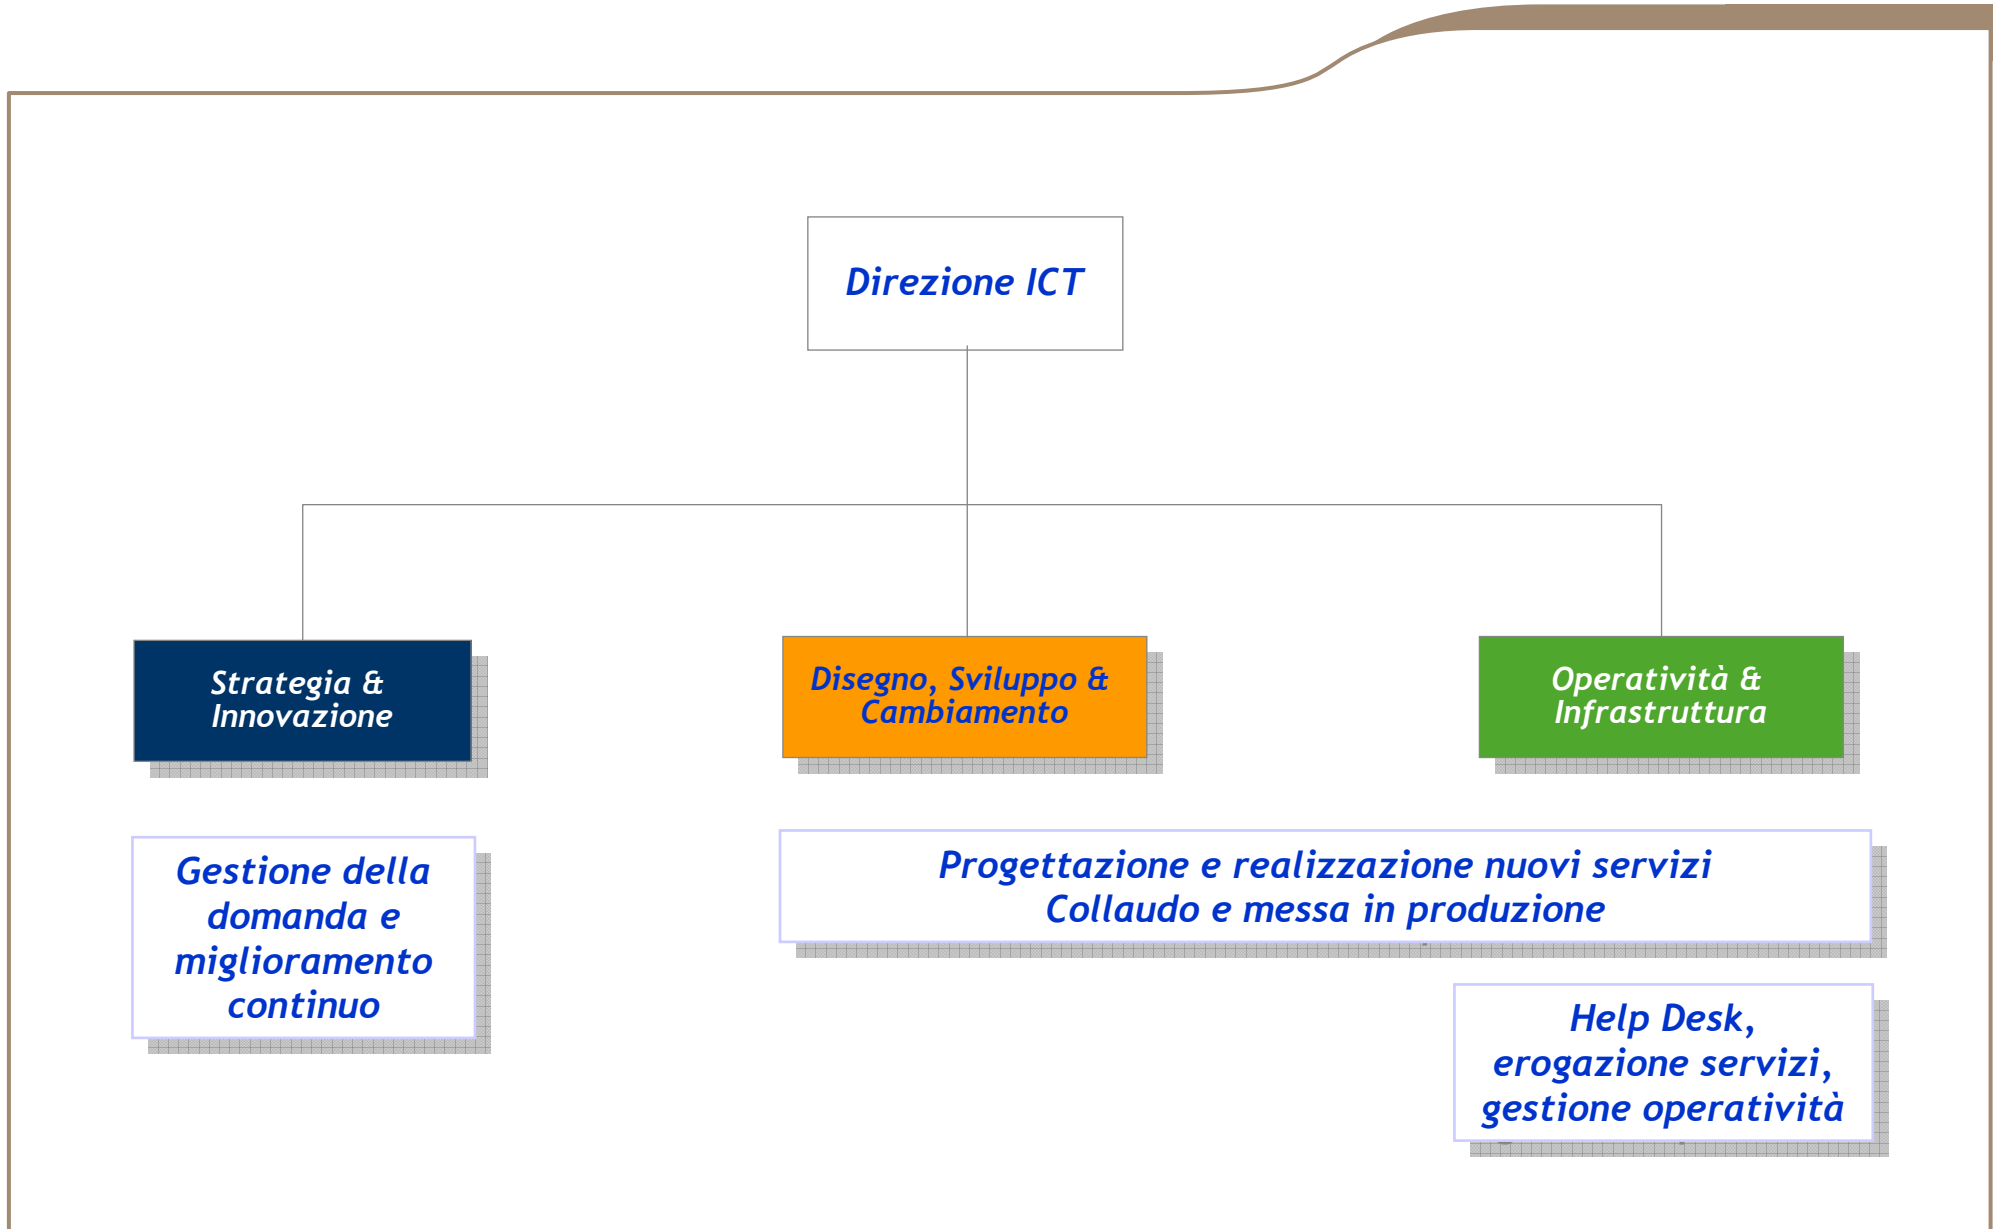 Direzione ICT
Strategia &
Innovazione
Disegno, Sviluppo &
Cambiamento
Operatività &
Infrastruttura
Gestione della
domanda e
miglioramento
continuo
Progettazione e realizzazione nuovi servizi
Collaudo e messa in produzione
Help Desk,
erogazione servizi,
gestione operatività